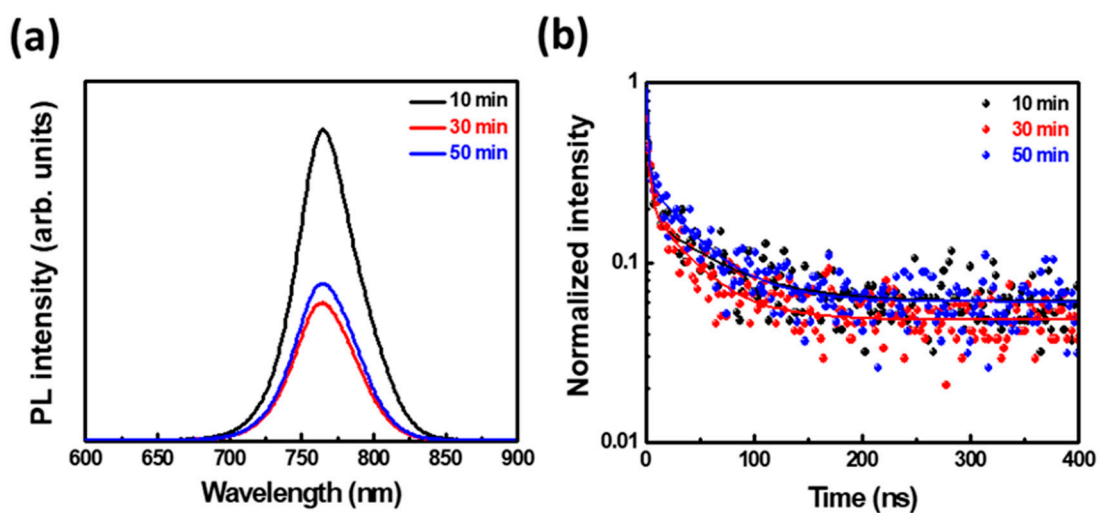 (a)
PL intensity (arb. units)
10 min
30 min
50 min
600 650 700 750 800 850 900
Wavelength (nm)
(b)
Normalized intensity
1
0.1
0.01
10 min
30 min
50 min
0 100 200 300 400
Time (ns)